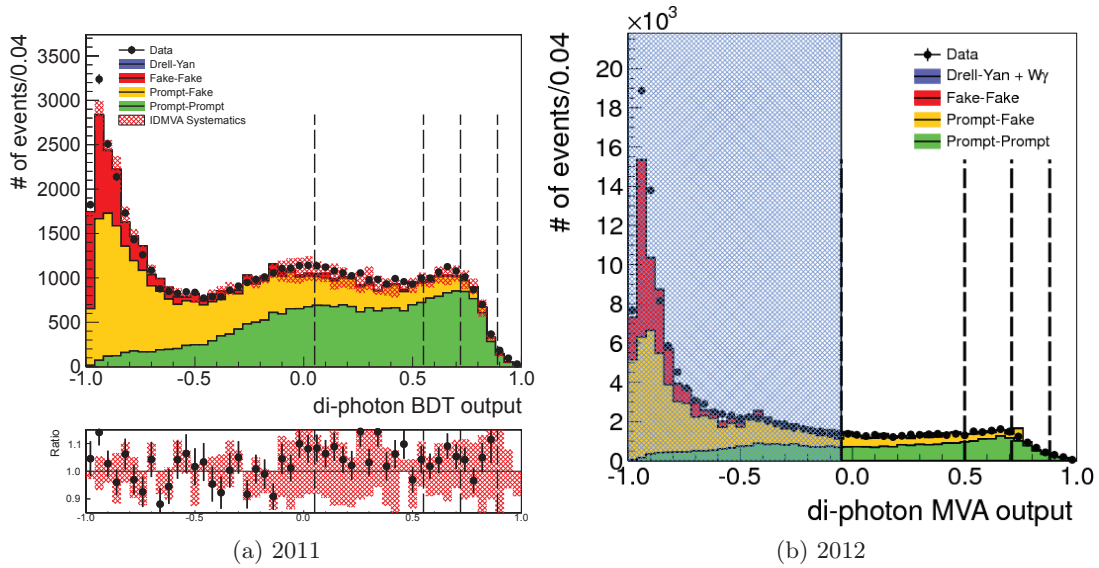 # of events/0.04
3500
3000
2500
2000
1500
1000
500
0
Data
Drell-Yan
Fake-Fake
Prompt-Fake
Prompt-Prompt
IDMVA Systematics
-1.0 -0.5 0.0 0.5 1.0
di-photon BDT output
Ratio
1.1
1.0
0.9
-1.0 -0.5 0.0 0.5 1.0
(a) 2011
×10³
# of events/0.04
20
18
16
14
12
10
8
6
4
2
0
Data
Drell-Yan + Wγ
Fake-Fake
Prompt-Fake
Prompt-Prompt
-1.0 -0.5 -0.0 0.5 1.0
di-photon MVA output
(b) 2012